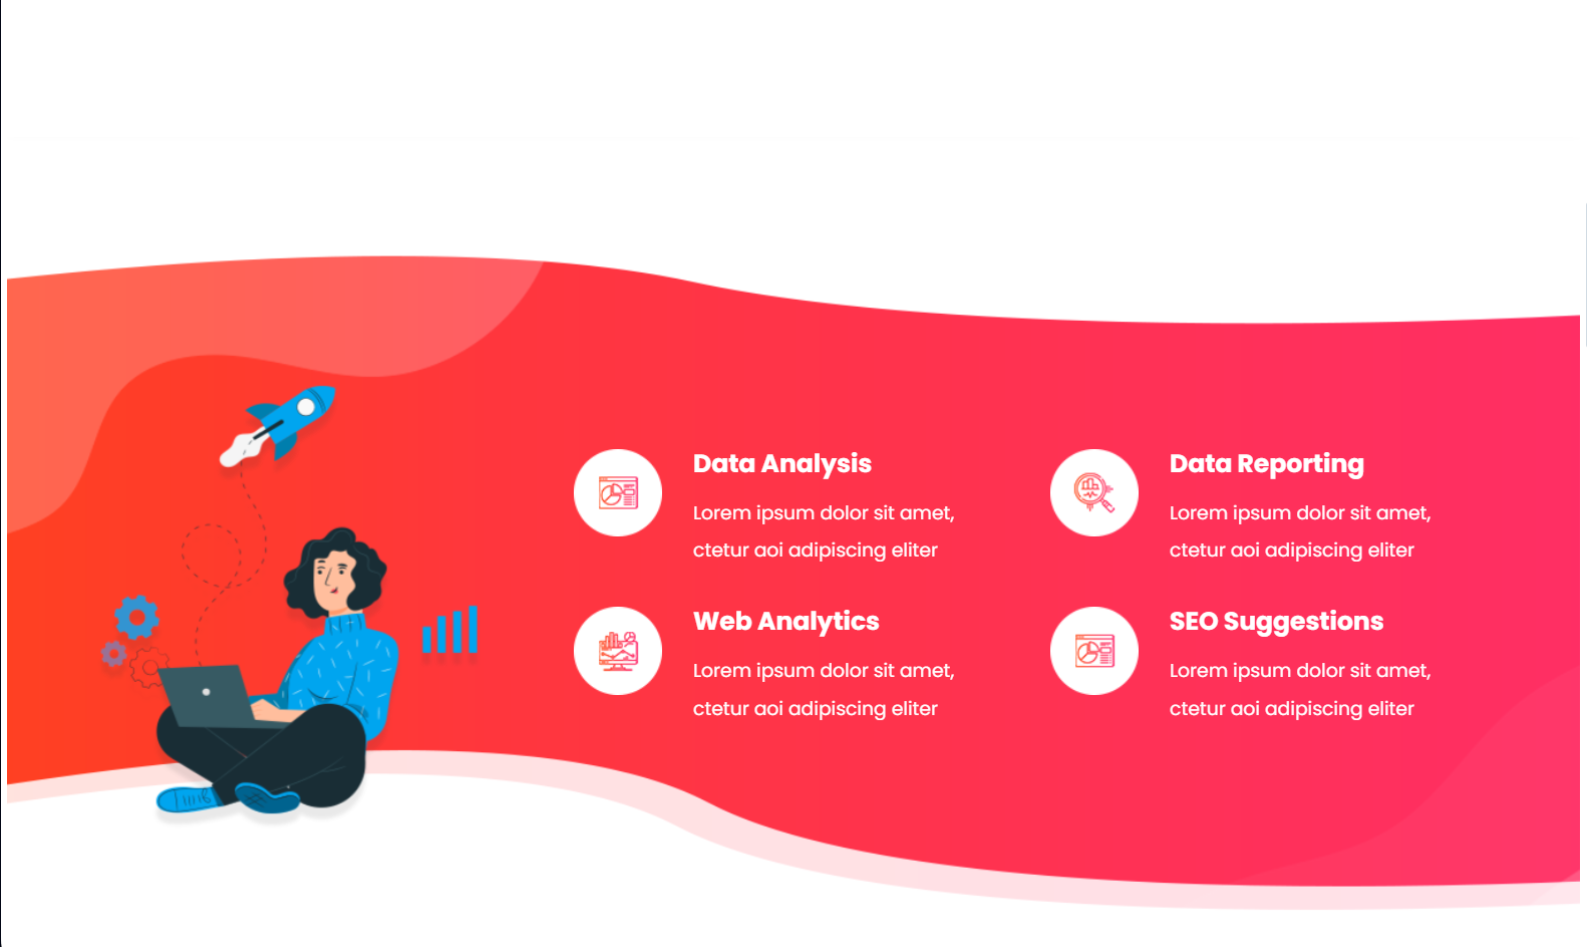 Data Analysis
Lorem ipsum dolor sit amet,
ctetur aoi adipiscing eliter
Data Reporting
Lorem ipsum dolor sit amet,
ctetur aoi adipiscing eliter
Web Analytics
Lorem ipsum dolor sit amet,
ctetur aoi adipiscing eliter
SEO Suggestions
Lorem ipsum dolor sit amet,
ctetur aoi adipiscing eliter